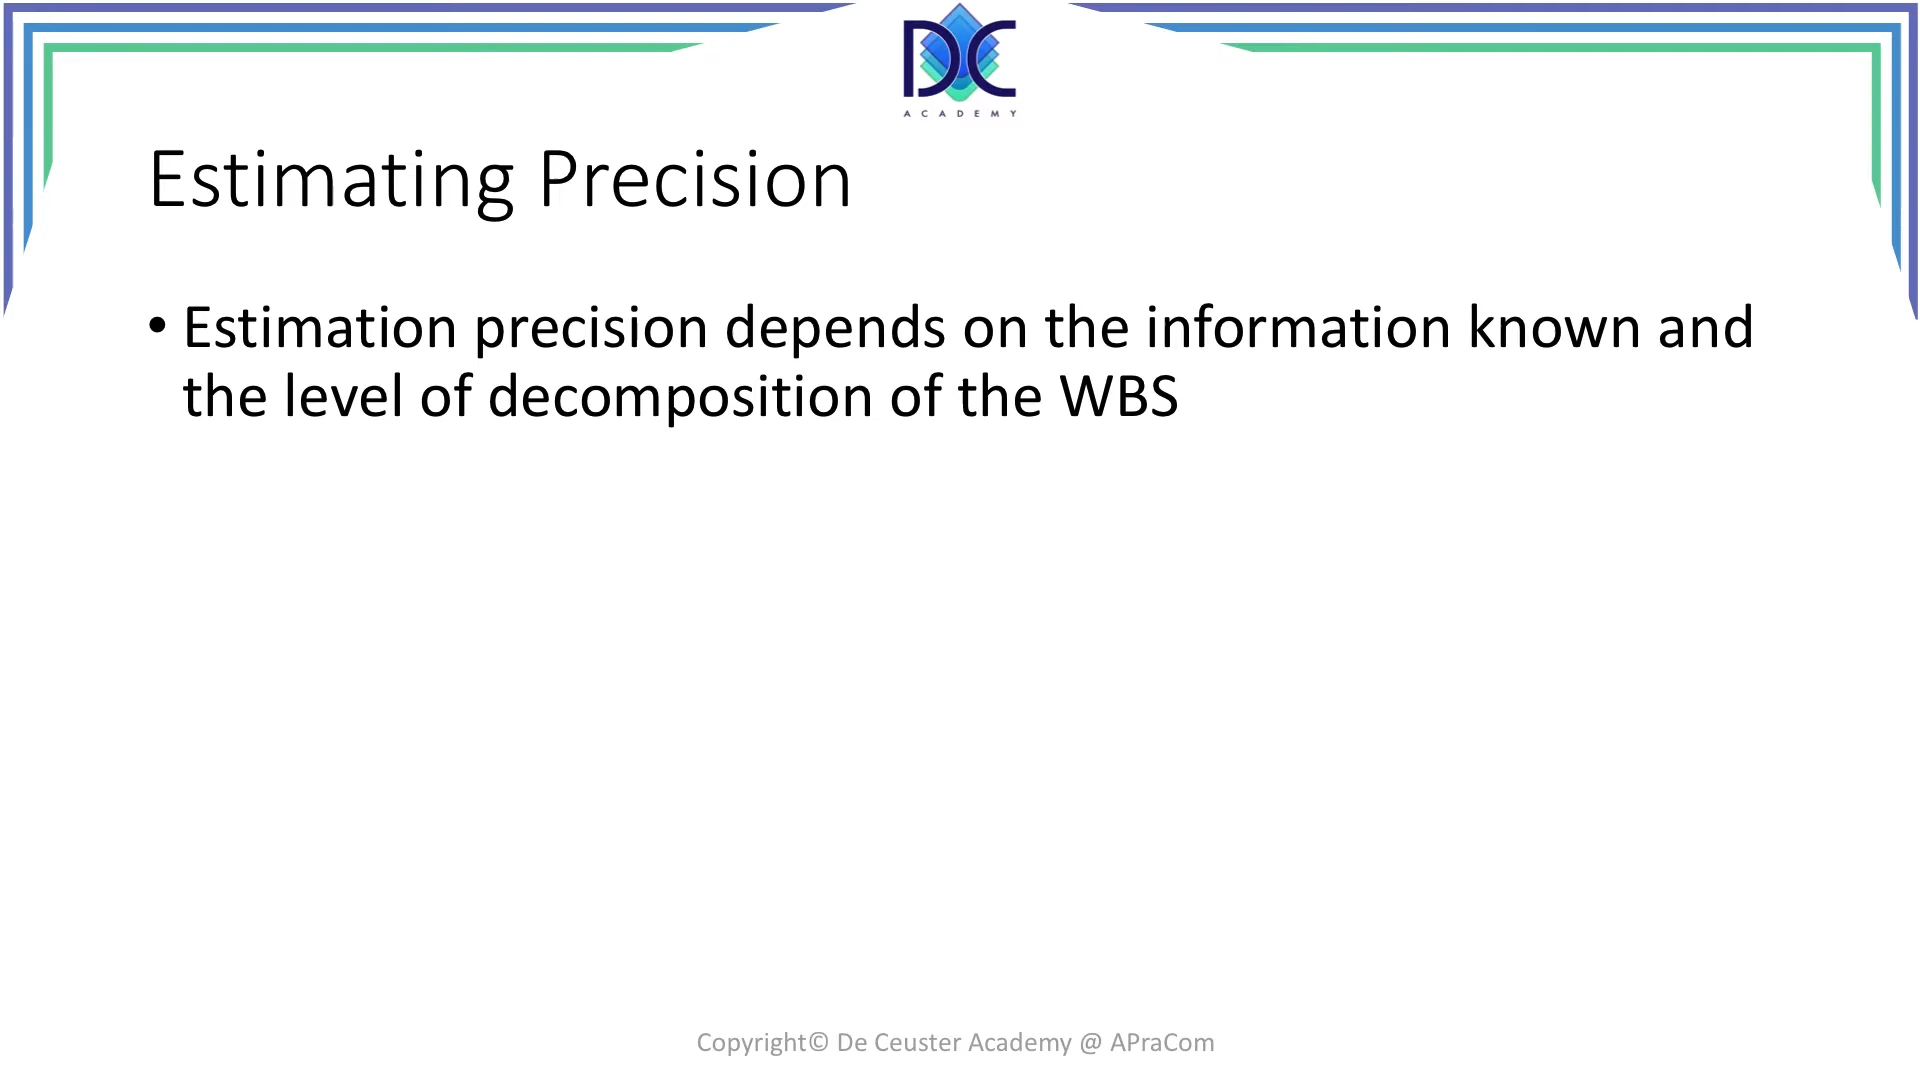 DC
ACADEMY
Estimating Precision
• Estimation precision depends on the information known and
the level of decomposition of the WBS
Copyright© De Ceuster Academy @ APraCom